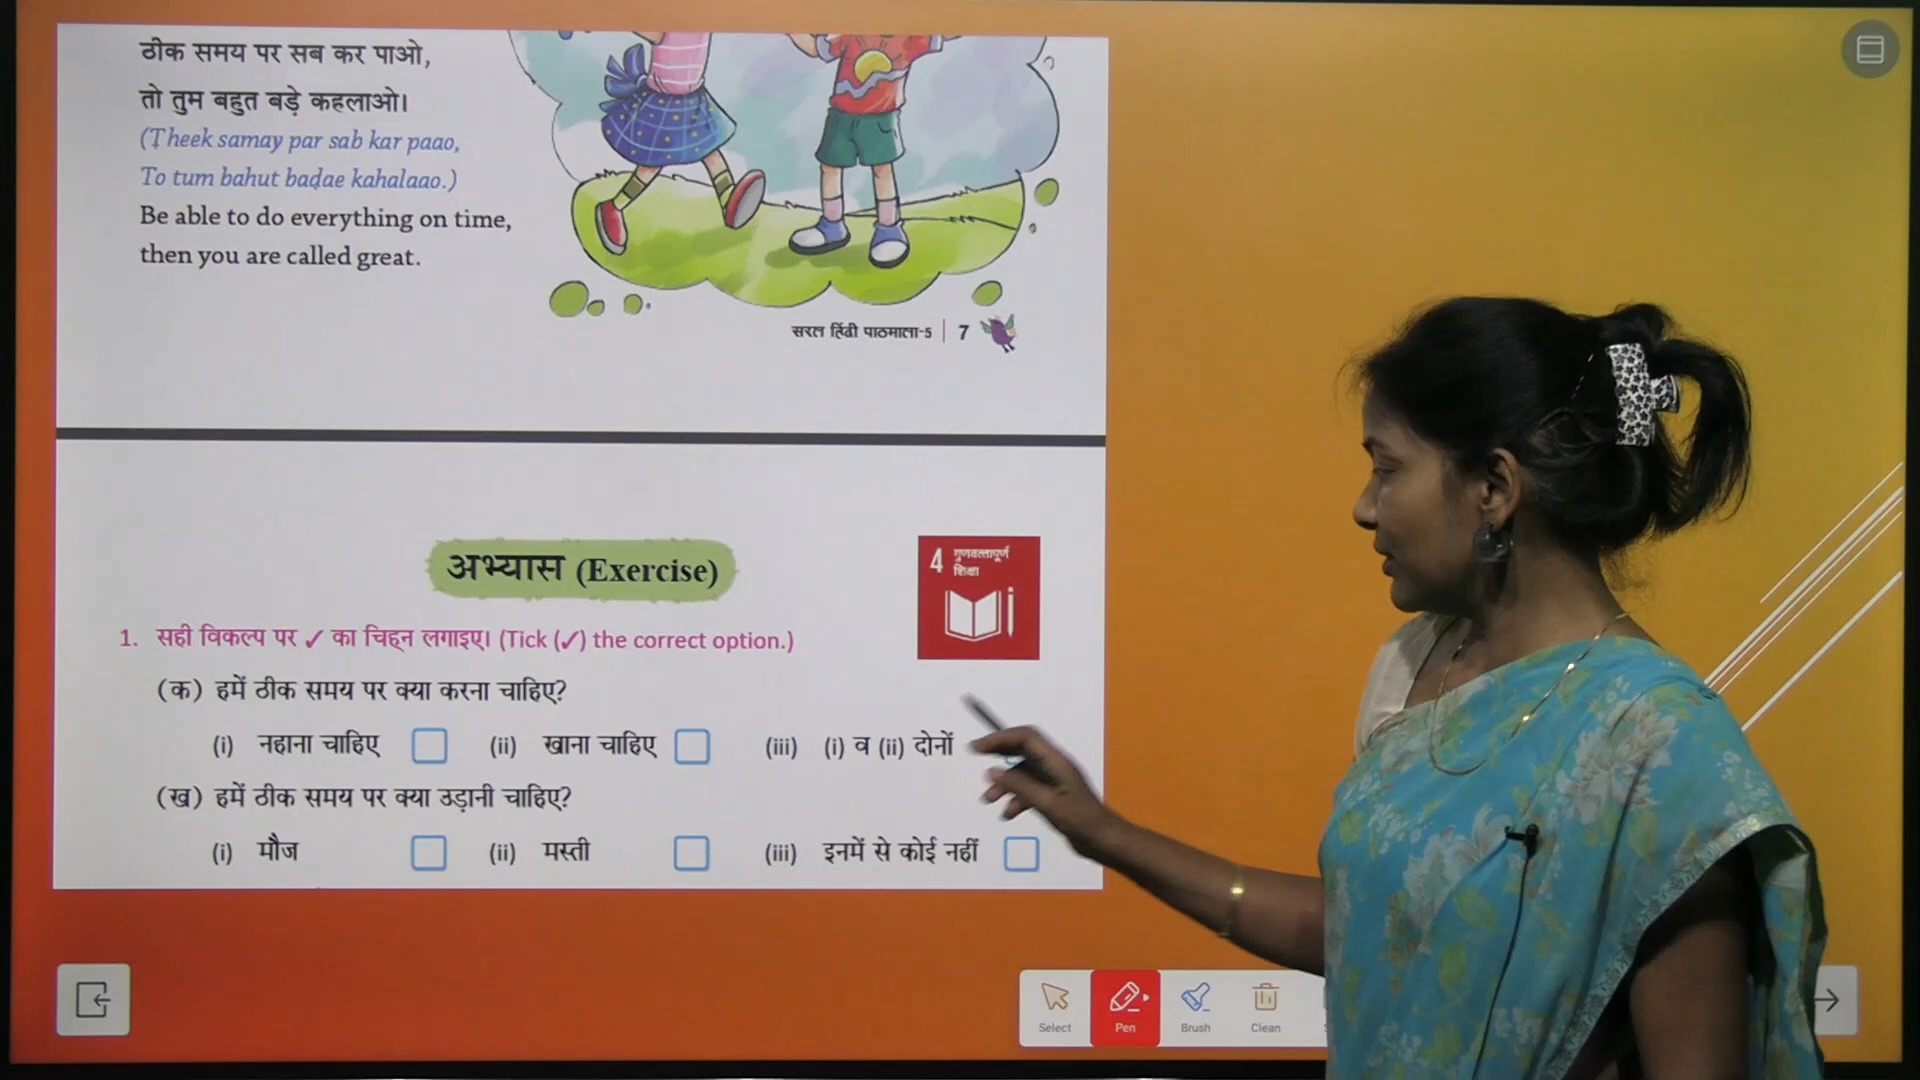 ठीक समय पर सब कर पाओ,
तो तुम बहुत बड़े कहलाओ।
(Theek samay par sab kar paao,
To tum bahut badae kahalaao.)
Be able to do everything on time,
then you are called great.
सरल हिंदी पाठमाला-5 | 7
अभ्यास (Exercise)
4 गुणवत्तापूर्ण
शिक्षा
1. सही विकल्प पर ✓ का चिह्न लगाइए। (Tick (✓) the correct option.)
(क) हमें ठीक समय पर क्या करना चाहिए?
(i) नहाना चाहिए (ii) खाना चाहिए (iii) (i) व (ii) दोनों
(ख) हमें ठीक समय पर क्या उड़ानी चाहिए?
(i) मौज (ii) मस्ती (iii) इनमें से कोई नहीं
Select Pen Brush Clean